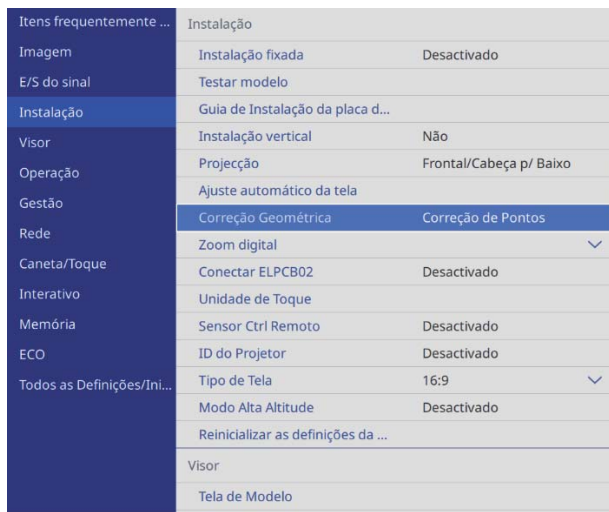 Itens frequentemente ...
Imagem
E/S do sinal
Instalação
Visor
Operação
Gestão
Rede
Caneta/Toque
Interativo
Memória
ECO
Todos as Definições/Ini...
Instalação
Instalação fixada Desactivado
Testar modelo
Guia de Instalação da placa d...
Instalação vertical Não
Projecção Frontal/Cabeça p/ Baixo
Ajuste automático da tela
Correção Geométrica Correção de Pontos
Zoom digital
Conectar ELPCB02 Desactivado
Unidade de Toque
Sensor Ctrl Remoto Desactivado
ID do Projetor Desactivado
Tipo de Tela 16:9
Modo Alta Altitude Desactivado
Reinicializar as definições da ...
Visor
Tela de Modelo